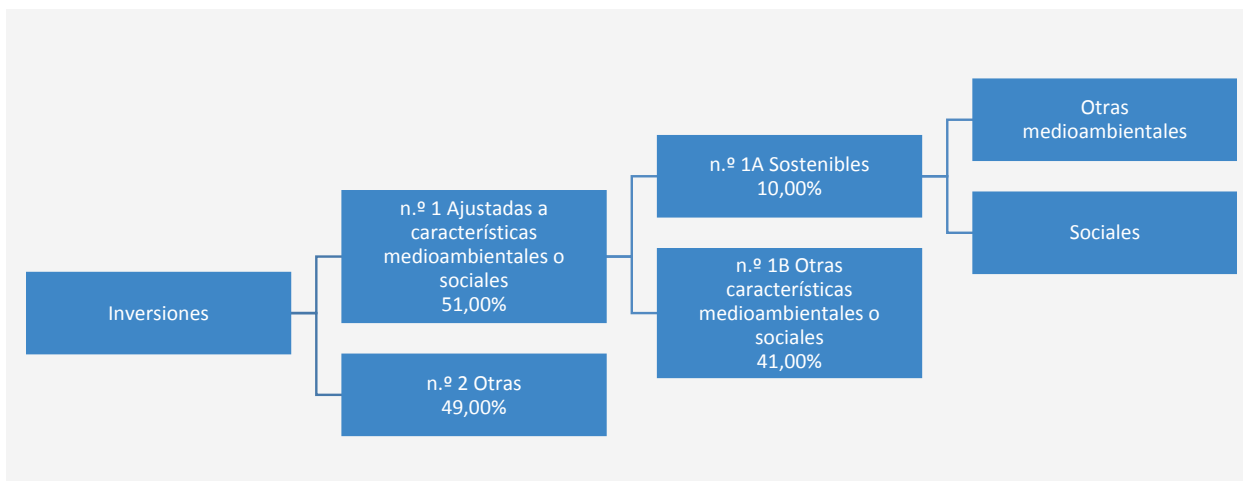 Inversiones
n.º 1 Ajustadas a
características
medioambientales o
sociales
51,00%
n.º 2 Otras
49,00%
n.º 1A Sostenibles
10,00%
n.º 1B Otras
características
medioambientales o
sociales
41,00%
Otras
medioambientales
Sociales